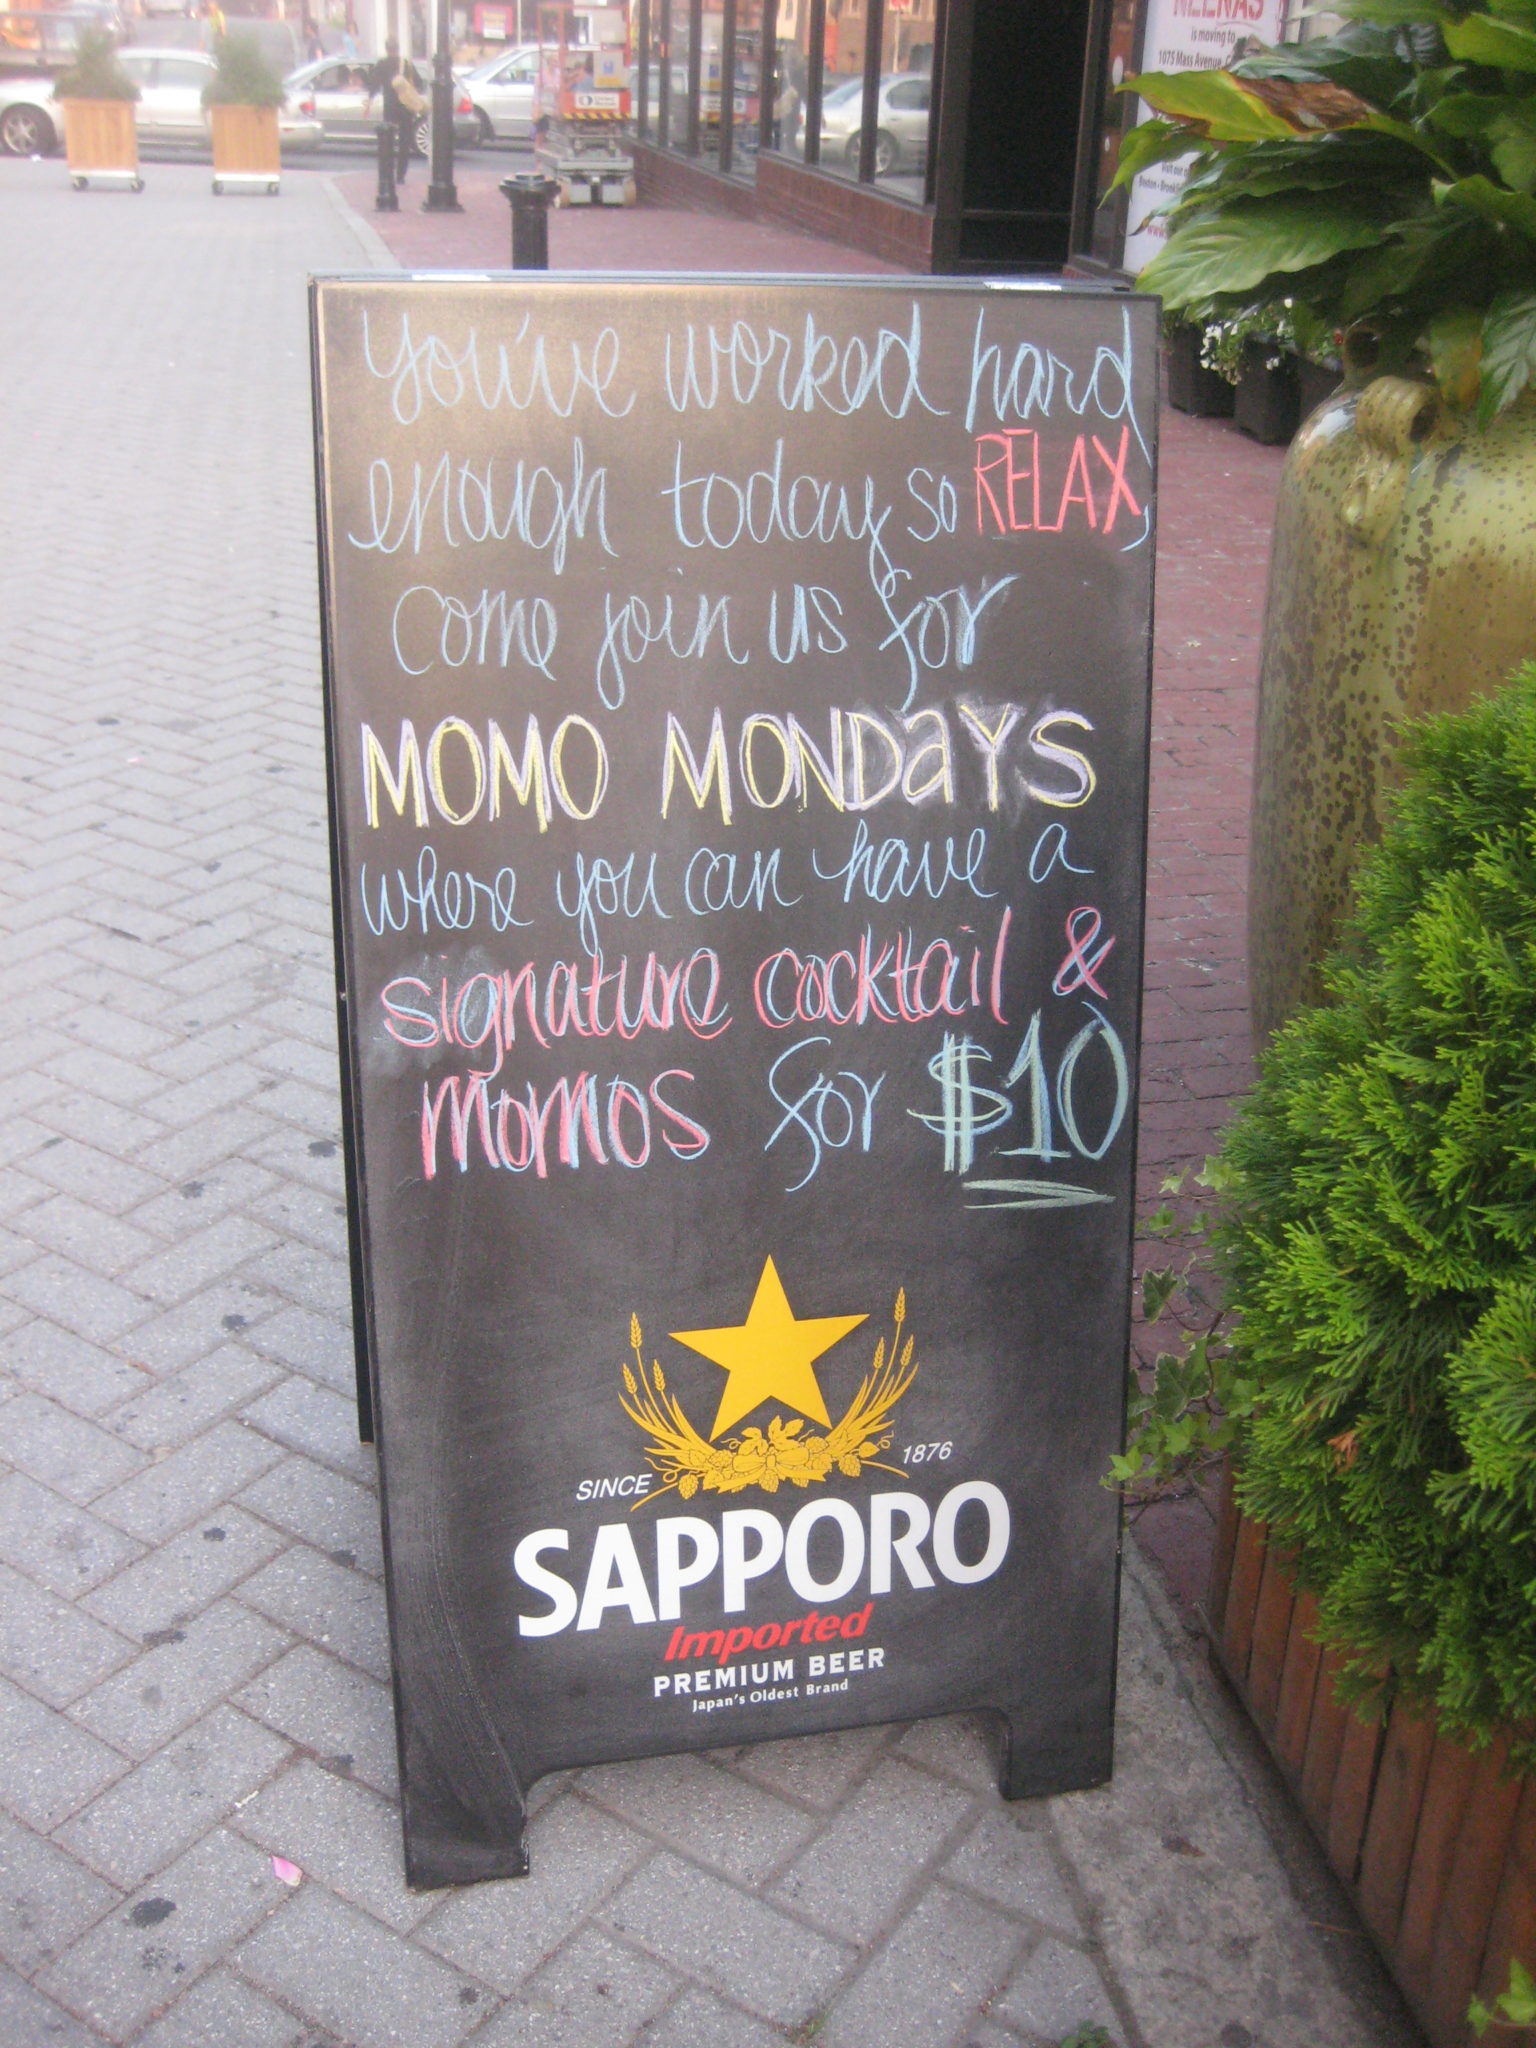 NEENAS
is moving to
1075 Mass Avenue,
You've worked hard
enough today so RELAX,
come join us for
MOMO MONDaYS
where you can have a
signature cocktail &
momos for $10
SINCE 1876
SAPPORO
Imported
PREMIUM BEER
Japan's Oldest Brand